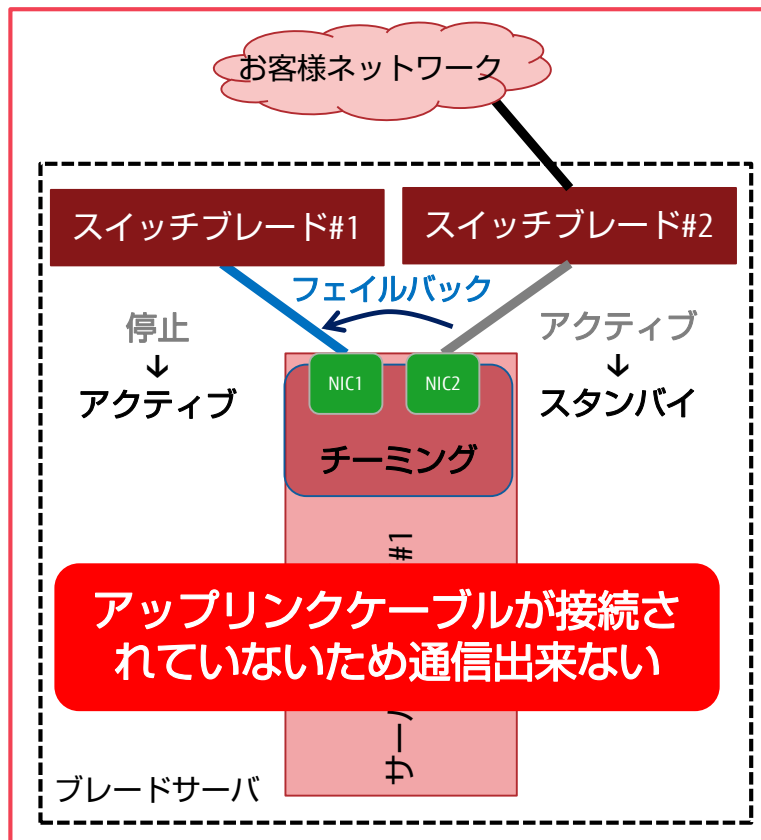 お客様ネットワーク
スイッチブレード#1
スイッチブレード#2
フェイルバック
停止
↓
アクティブ
アクティブ
↓
スタンバイ
NIC1
NIC2
チーミング
#1
アップリンクケーブルが接続さ
れていないため通信出来ない
サーバ
ブレードサーバ